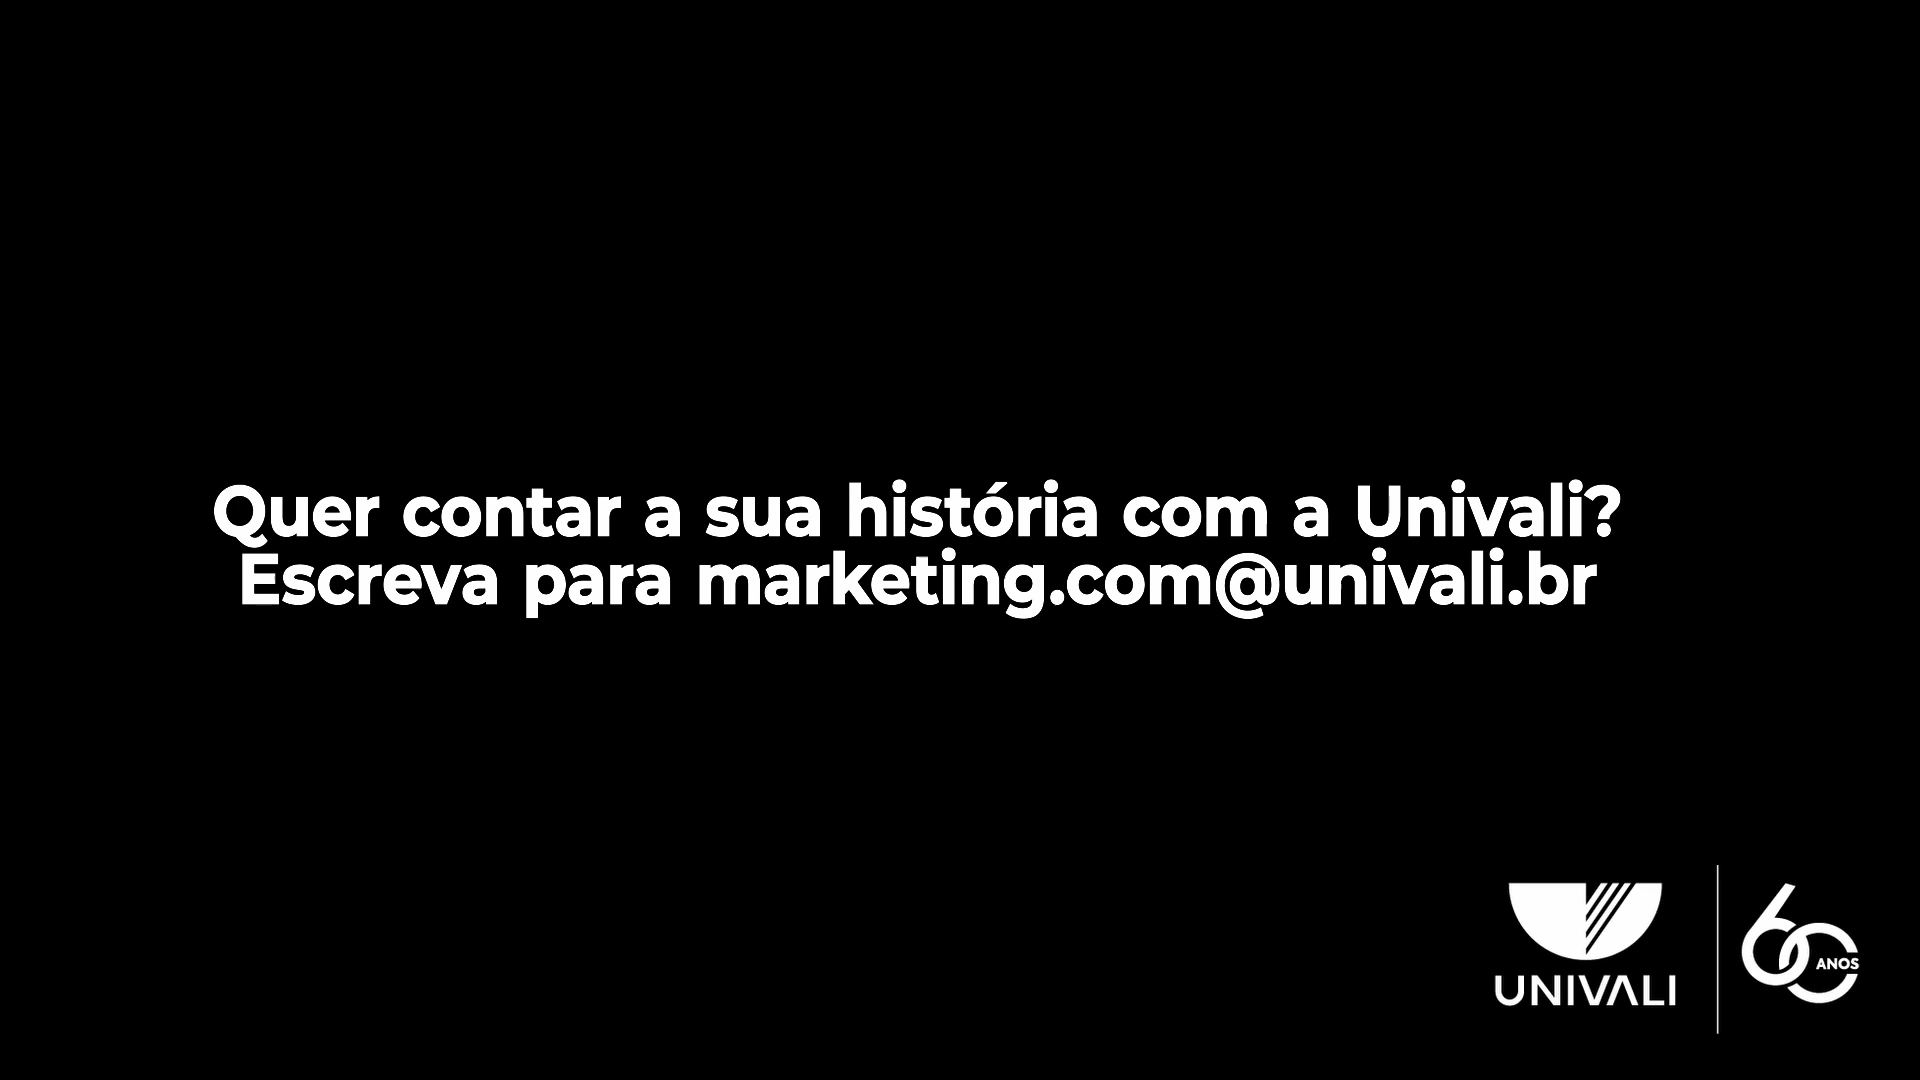 Quer contar a sua história com a Univali?
Escreva para marketing.com@univali.br
UNIVALI
60 ANOS